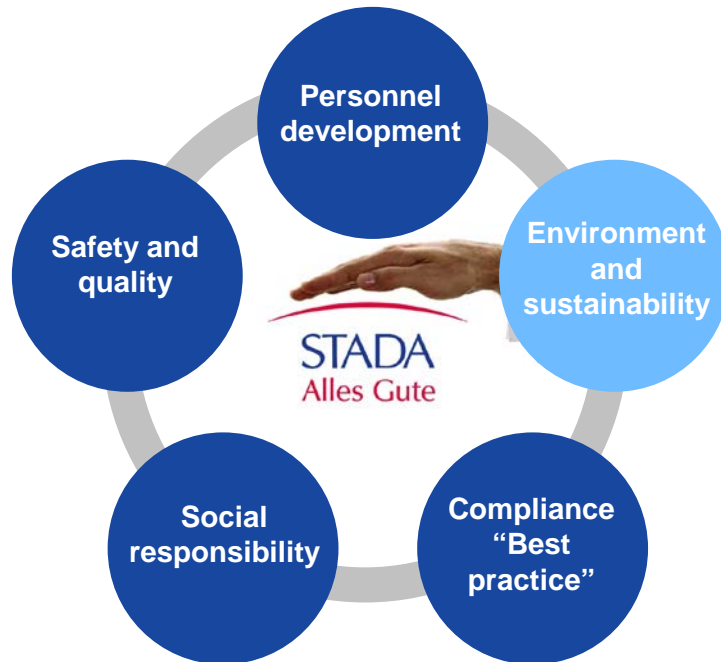 Personnel
development
Environment
and
sustainability
Compliance
“Best
practice”
Social
responsibility
Safety and
quality
STADA
Alles Gute